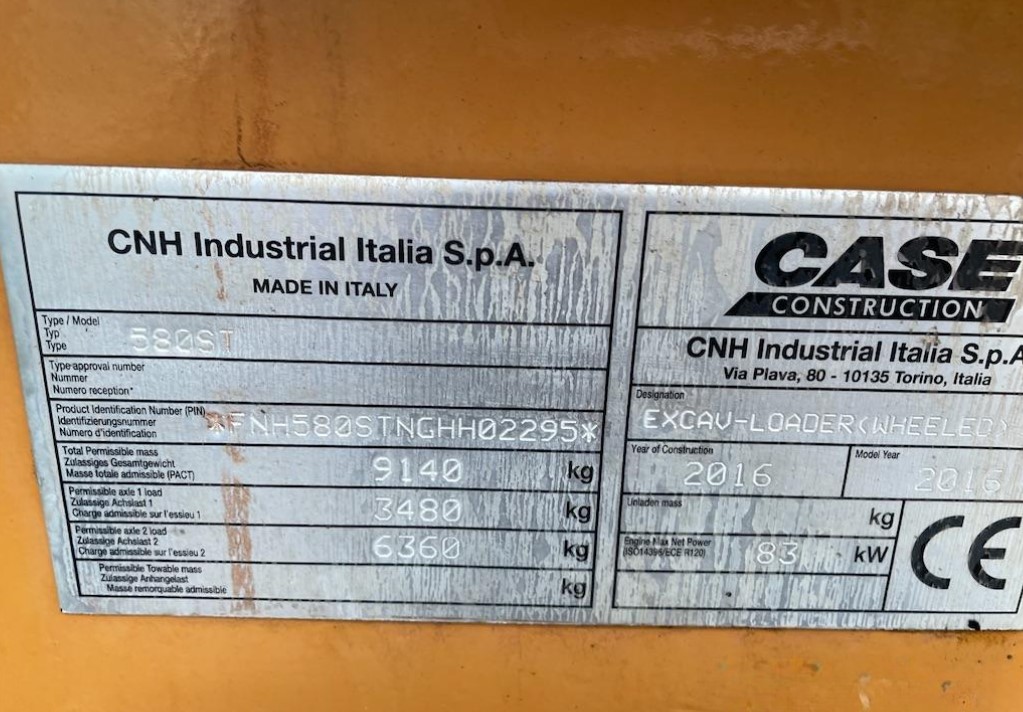 CNH Industrial Italia S.p.A.
MADE IN ITALY
Type / Model
Typ
Type
580ST
Type-approval number
Nummer
Numero reception*
Product Identification Number (PIN)
Identifizierungsnummer
Número d'identification
*FNH580STNGHH02295*
Total Permissible mass
Zulassiges Gesamtgewicht
Masse totale admissible (PACT)
9140 kg
Permissible axle 1 load
Zulassige Achslast 1
Charge admissible sur l'essieu 1
3480 kg
Permissible axle 2 load
Zulassige Achslast 2
Charge admissible sur l'essieu 2
6360 kg
Permissible Towable mass
Zulassige Anhangelast
Masse remorquable admissible
kg
CASE
CONSTRUCTION
CNH Industrial Italia S.p.A
Via Plava, 80 - 10135 Torino, Italia
Designation
EXCAV-LOADER(WHEELED)
Year of Construction
2016
Model Year
2016
Unladen mass
kg
Engine Max Net Power
(ISO14396/ECE R120)
83 kW
CE